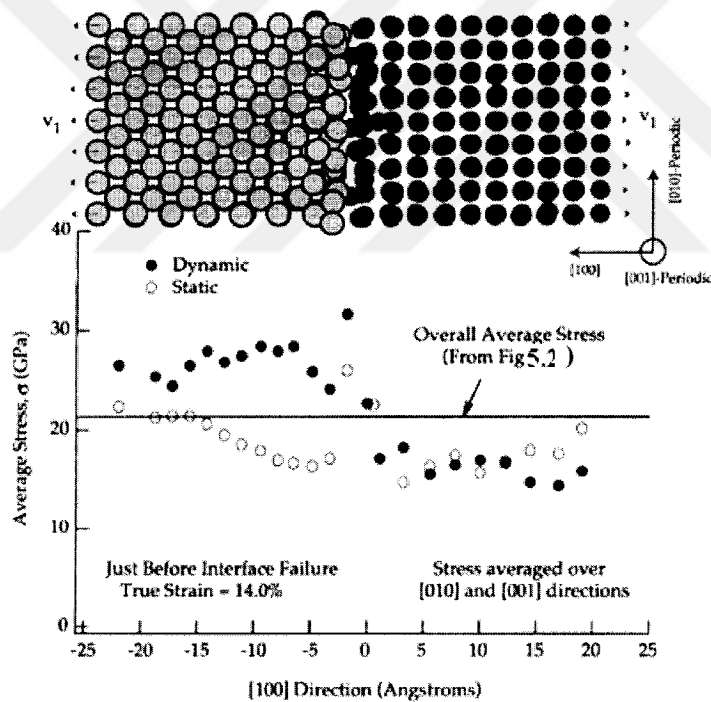 v₁
v₁
[010]-Periodic
[100]
[001]-Periodic
40
30
20
10
0
Average Stress, σ (GPa)
● Dynamic
○ Static
Overall Average Stress
(From Fig 5.2 )
Just Before Interface Failure
True Strain = 14.0%
Stress averaged over
[010] and [001] directions
-25 -20 -15 -10 -5 0 5 10 15 20 25
[100] Direction (Angstroms)